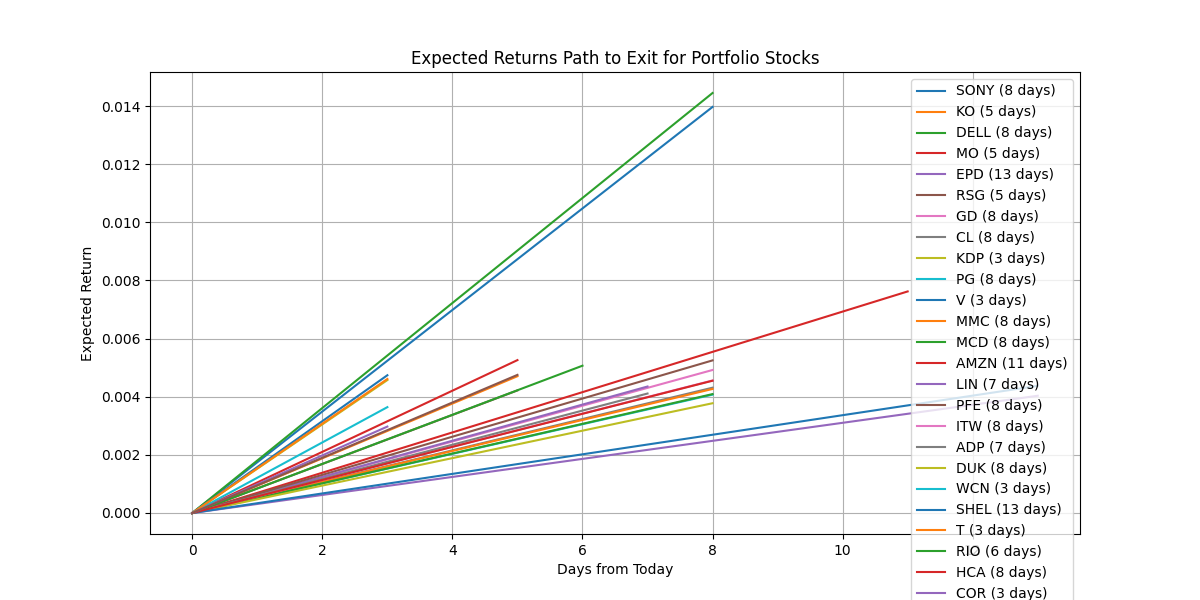 Expected Returns Path to Exit for Portfolio Stocks
Expected Return
0.014
0.012
0.010
0.008
0.006
0.004
0.002
0.000
0 2 4 6 8 10
Days from Today
SONY (8 days)
KO (5 days)
DELL (8 days)
MO (5 days)
EPD (13 days)
RSG (5 days)
GD (8 days)
CL (8 days)
KDP (3 days)
PG (8 days)
V (3 days)
MMC (8 days)
MCD (8 days)
AMZN (11 days)
LIN (7 days)
PFE (8 days)
ITW (8 days)
ADP (7 days)
DUK (8 days)
WCN (3 days)
SHEL (13 days)
T (3 days)
RIO (6 days)
HCA (8 days)
COR (3 days)